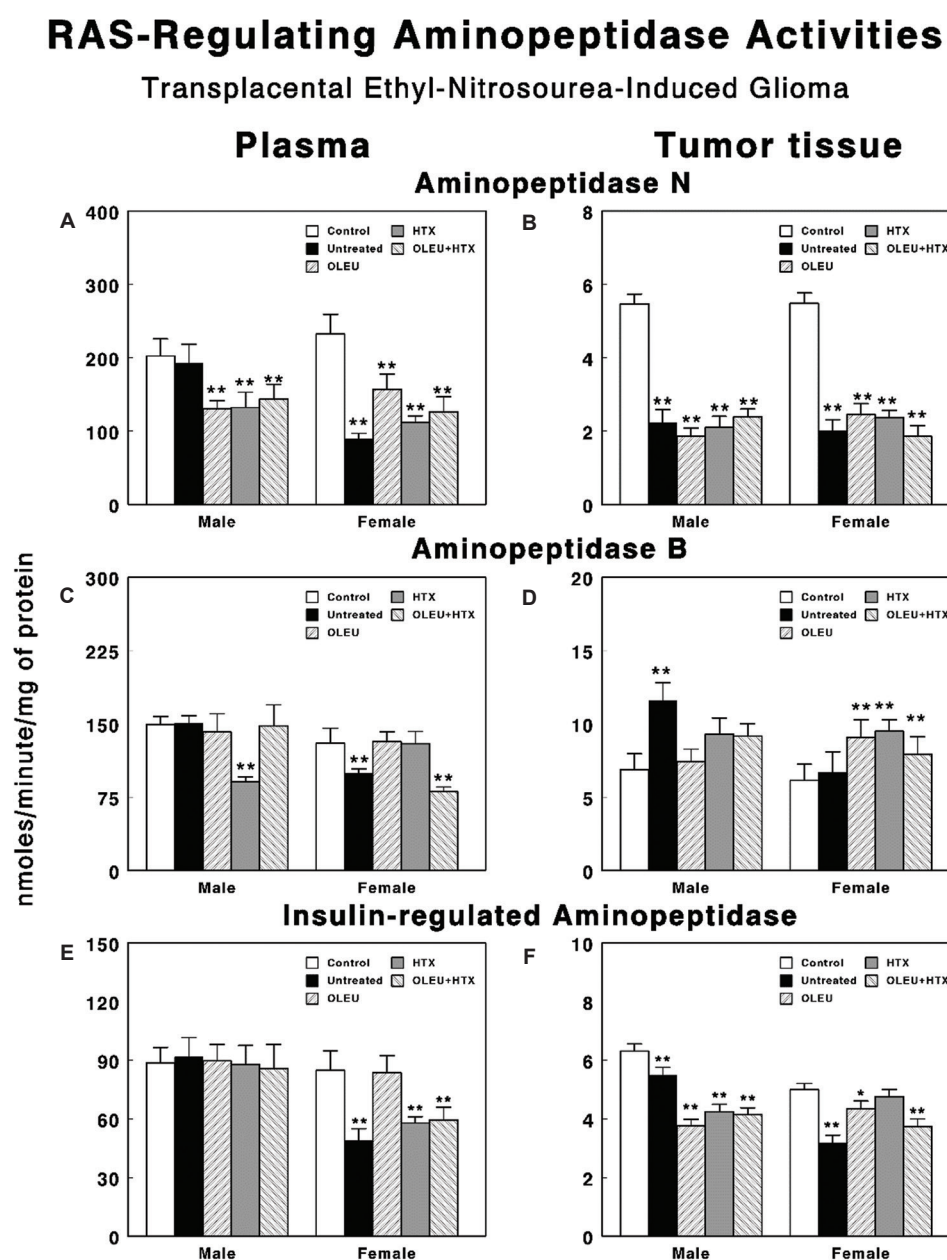 RAS-Regulating Aminopeptidase Activities
Transplacental Ethyl-Nitrosourea-Induced Glioma
Plasma Tumor tissue
Aminopeptidase N
A
400
300
200
100
0
Control HTX
Untreated OLEU+HTX
OLEU
** ** **
** ** ** **
Male Female
B
8
6
4
2
0
Control HTX
Untreated OLEU+HTX
OLEU
** ** ** **
** ** ** **
Male Female
Aminopeptidase B
nmoles/minute/mg of protein
C
300
225
150
75
0
Control HTX
Untreated OLEU+HTX
OLEU
**
** **
Male Female
D
20
15
10
5
0
Control HTX
Untreated OLEU+HTX
OLEU
**
** ** **
Male Female
Insulin-regulated Aminopeptidase
E
150
120
90
60
30
0
Control HTX
Untreated OLEU+HTX
OLEU
** ** **
Male Female
F
10
8
6
4
2
0
Control HTX
Untreated OLEU+HTX
OLEU
** ** ** **
** * **
Male Female